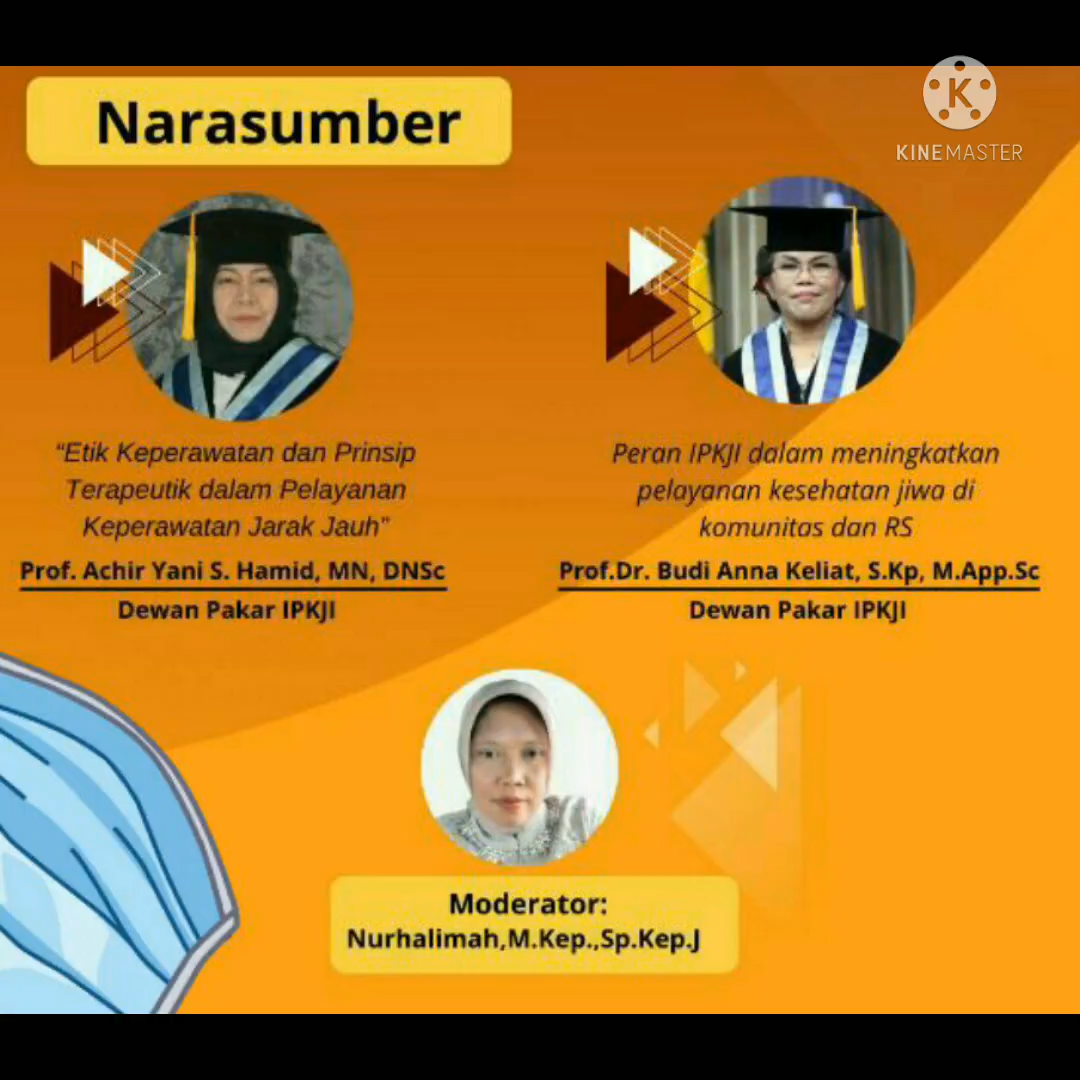 Narasumber
KINEMASTER
"Etik Keperawatan dan Prinsip
Terapeutik dalam Pelayanan
Keperawatan Jarak Jauh"
Prof. Achir Yani S. Hamid, MN, DNSc
Dewan Pakar IPKJI
Peran IPKJI dalam meningkatkan
pelayanan kesehatan jiwa di
komunitas dan RS
Prof.Dr. Budi Anna Keliat, S.Kp, M.App.Sc
Dewan Pakar IPKJI
Moderator:
Nurhalimah,M.Kep.,Sp.Kep.J